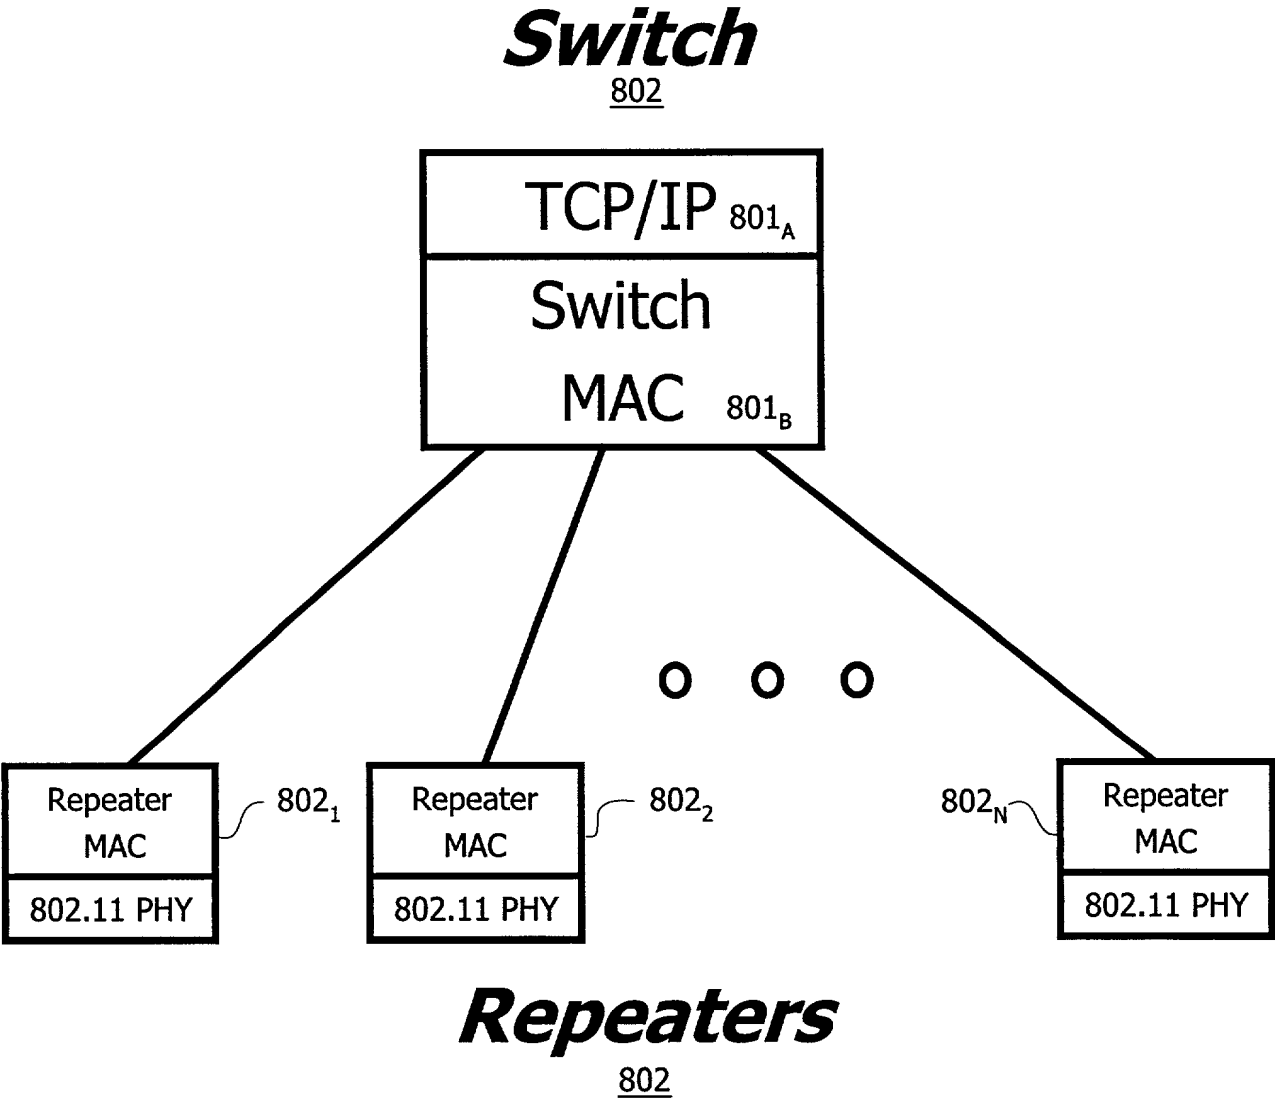 Switch
802
TCP/IP 801A
Switch
MAC 801B
Repeater
MAC
802.11 PHY
8021
Repeater
MAC
802.11 PHY
8022
802N
Repeater
MAC
802.11 PHY
Repeaters
802